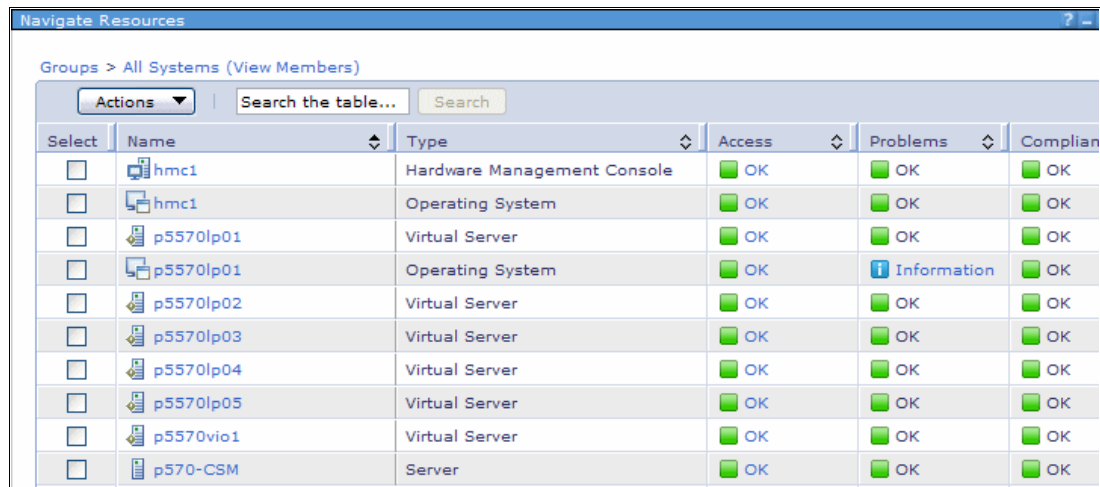 Navigate Resources ? –
Groups > All Systems (View Members)
Actions Search the table... Search
Select Name Type Access Problems Complian
hmc1 Hardware Management Console OK OK OK
hmc1 Operating System OK OK OK
p5570lp01 Virtual Server OK OK OK
p5570lp01 Operating System OK Information OK
p5570lp02 Virtual Server OK OK OK
p5570lp03 Virtual Server OK OK OK
p5570lp04 Virtual Server OK OK OK
p5570lp05 Virtual Server OK OK OK
p5570vio1 Virtual Server OK OK OK
p570-CSM Server OK OK OK